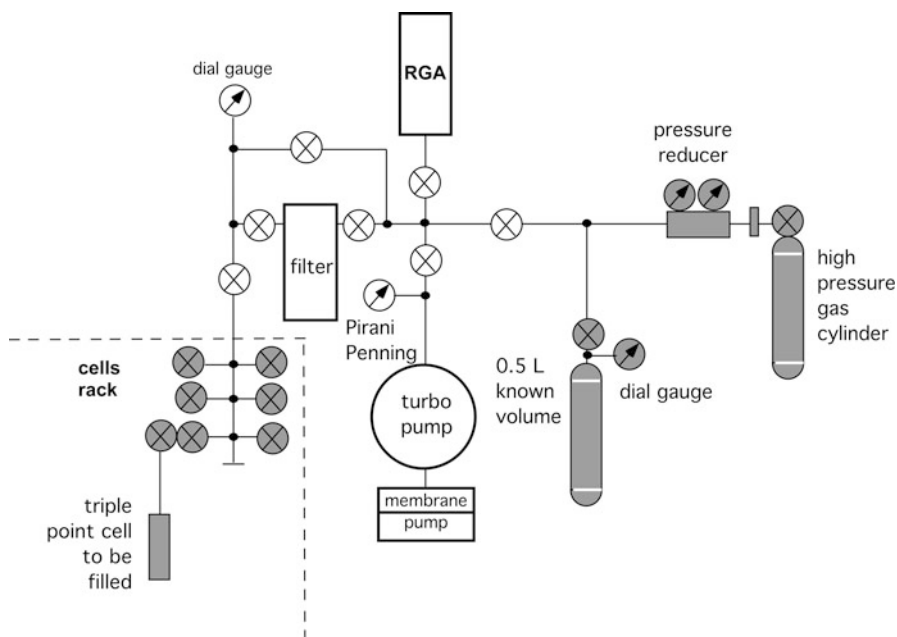 dial gauge
RGA
pressure
reducer
filter
high
pressure
gas
cylinder
Pirani
Penning
cells
rack
0.5 L
known
volume
dial gauge
turbo
pump
membrane
pump
triple
point cell
to be
filled